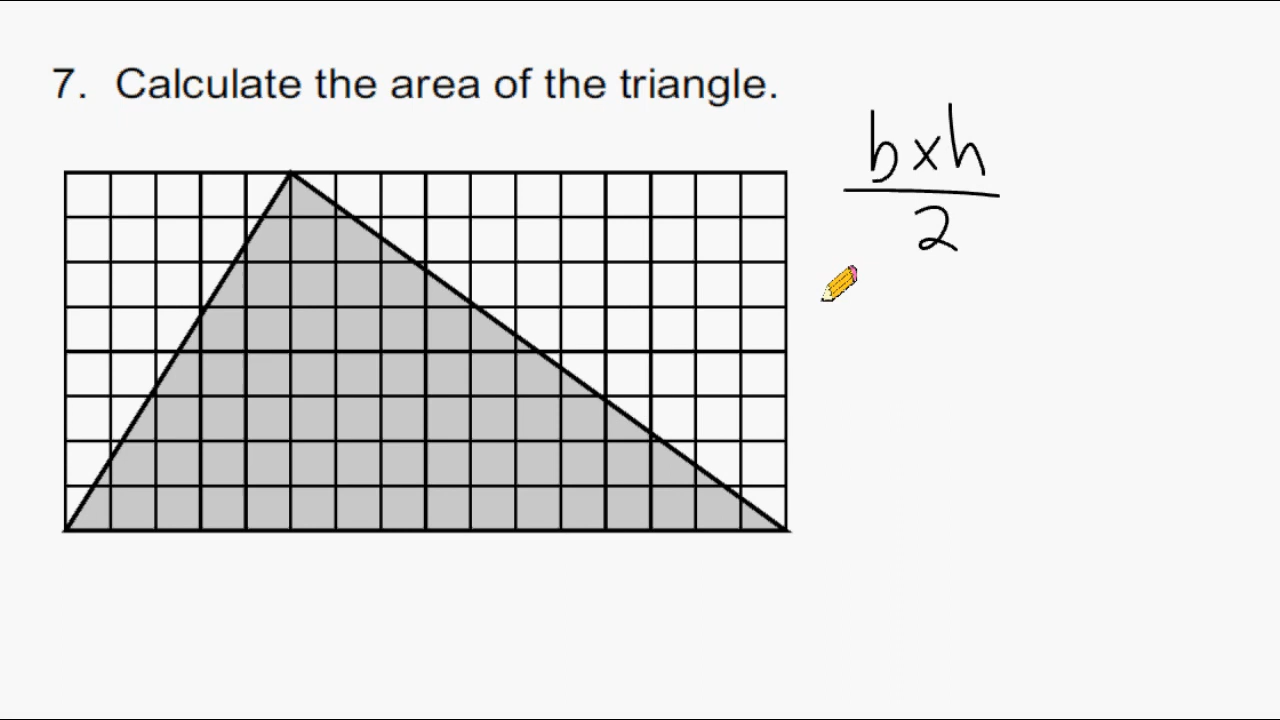 7. Calculate the area of the triangle.
b×h
2